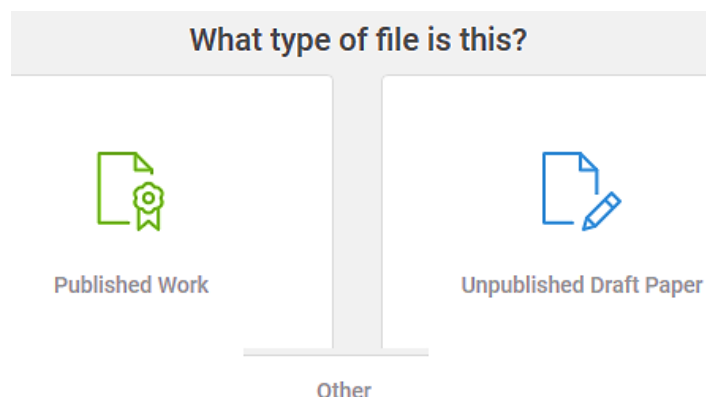 What type of file is this?
Published Work
Unpublished Draft Paper
Other